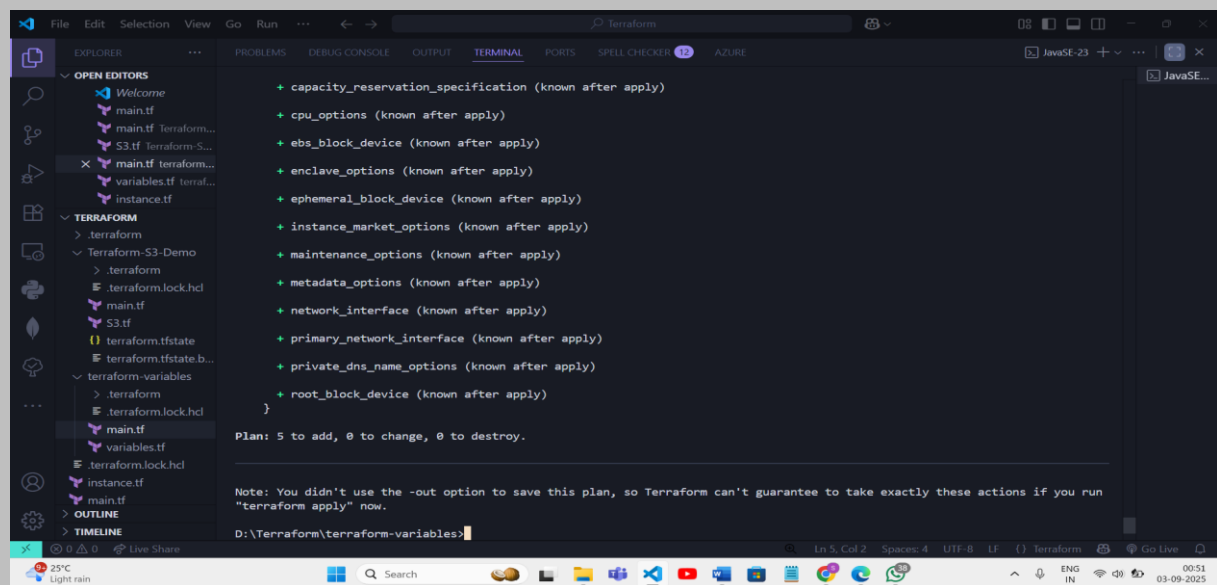 File Edit Selection View Go Run ··· Terraform
EXPLORER ···
PROBLEMS DEBUG CONSOLE OUTPUT TERMINAL PORTS SPELL CHECKER 12 AZURE
JavaSE-23
JavaSE...
OPEN EDITORS
Welcome
main.tf
main.tf Terraform...
S3.tf Terraform-S...
main.tf terraform...
variables.tf terraf...
instance.tf
TERRAFORM
.terraform
Terraform-S3-Demo
.terraform
.terraform.lock.hcl
main.tf
S3.tf
terraform.tfstate
terraform.tfstate.b...
terraform-variables
.terraform
.terraform.lock.hcl
main.tf
variables.tf
.terraform.lock.hcl
instance.tf
main.tf
OUTLINE
TIMELINE
+ capacity_reservation_specification (known after apply)
+ cpu_options (known after apply)
+ ebs_block_device (known after apply)
+ enclave_options (known after apply)
+ ephemeral_block_device (known after apply)
+ instance_market_options (known after apply)
+ maintenance_options (known after apply)
+ metadata_options (known after apply)
+ network_interface (known after apply)
+ primary_network_interface (known after apply)
+ private_dns_name_options (known after apply)
+ root_block_device (known after apply)
}
Plan: 5 to add, 0 to change, 0 to destroy.
Note: You didn't use the -out option to save this plan, so Terraform can't guarantee to take exactly these actions if you run
"terraform apply" now.
D:\Terraform\terraform-variables>
0 0 Live Share Ln 5, Col 2 Spaces: 4 UTF-8 LF {} Terraform Go Live
25°C
Light rain
Search
ENG
IN
00:51
03-09-2025